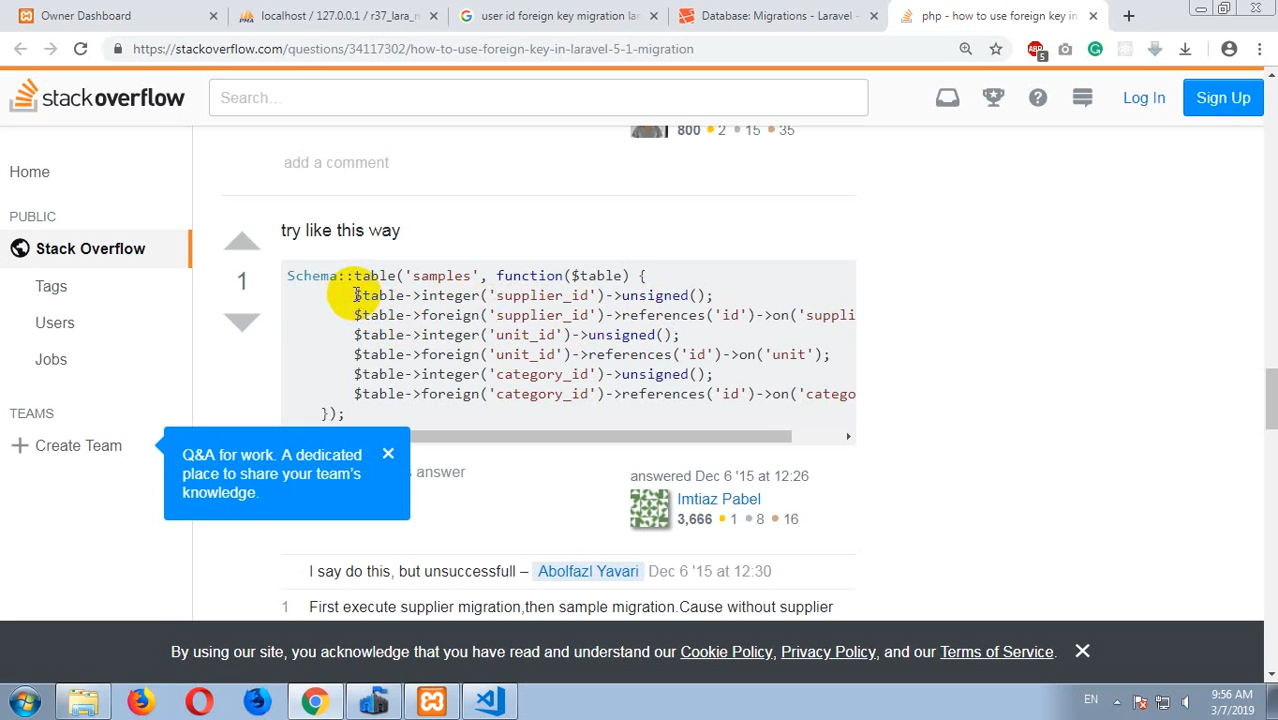 Owner Dashboard
localhost / 127.0.0.1 / r37_lara_n
user id foreign key migration lar
Database: Migrations - Laravel -
php - how to use foreign key in
https://stackoverflow.com/questions/34117302/how-to-use-foreign-key-in-laravel-5-1-migration
ABP
5
stackoverflow
Search…
Log In
Sign Up
800 2 15 35
Home
add a comment
PUBLIC
Stack Overflow
Tags
Users
Jobs
TEAMS
Create Team
try like this way
1
Schema::table('samples', function($table) {
$table->integer('supplier_id')->unsigned();
$table->foreign('supplier_id')->references('id')->on('suppli
$table->integer('unit_id')->unsigned();
$table->foreign('unit_id')->references('id')->on('unit');
$table->integer('category_id')->unsigned();
$table->foreign('category_id')->references('id')->on('catego
});
Q&A for work. A dedicated
place to share your team's
knowledge.
answer
answered Dec 6 '15 at 12:26
Imtiaz Pabel
3,666 1 8 16
I say do this, but unsuccessfull – Abolfazl Yavari Dec 6 '15 at 12:30
1 First execute supplier migration,then sample migration.Cause without supplier
By using our site, you acknowledge that you have read and understand our Cookie Policy, Privacy Policy, and our Terms of Service.
EN
9:56 AM
3/7/2019